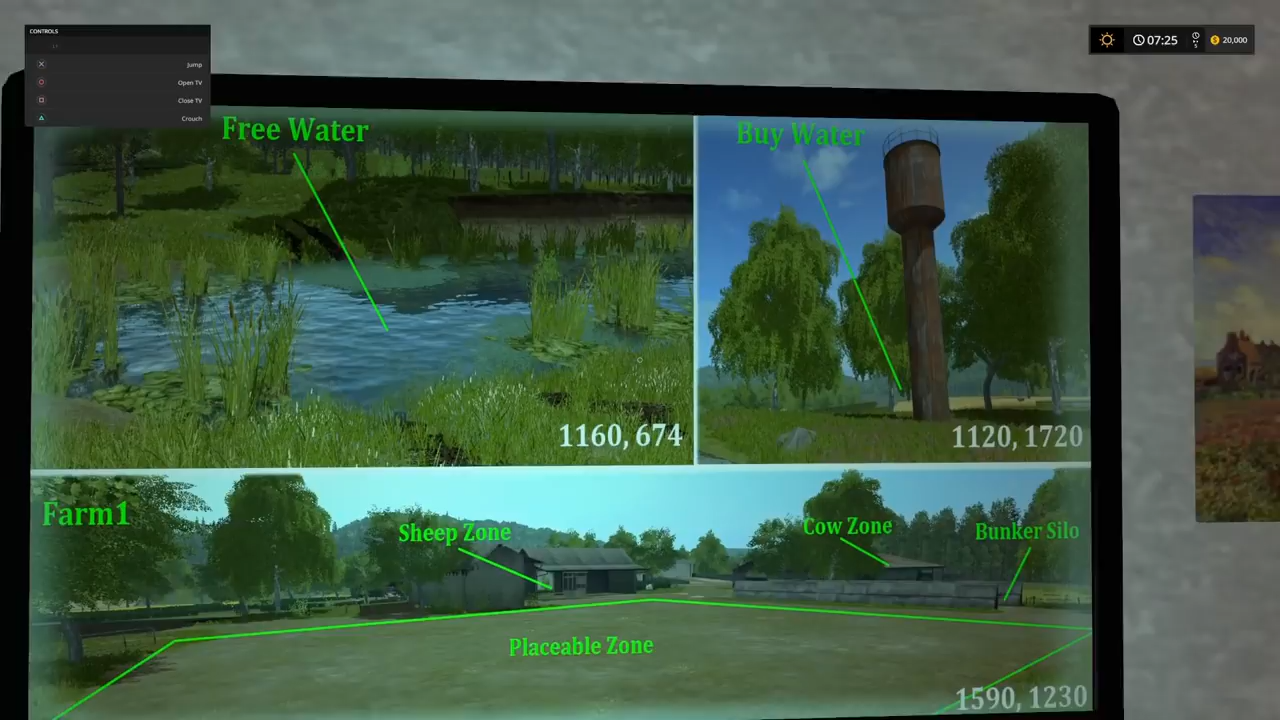 CONTROLS
Jump
Open TV
Close TV
Crouch
07:25
5
20,000
Free Water
Buy Water
1160, 674
1120, 1720
Farm1
Sheep Zone
Cow Zone
Bunker Silo
Placeable Zone
1590, 1230